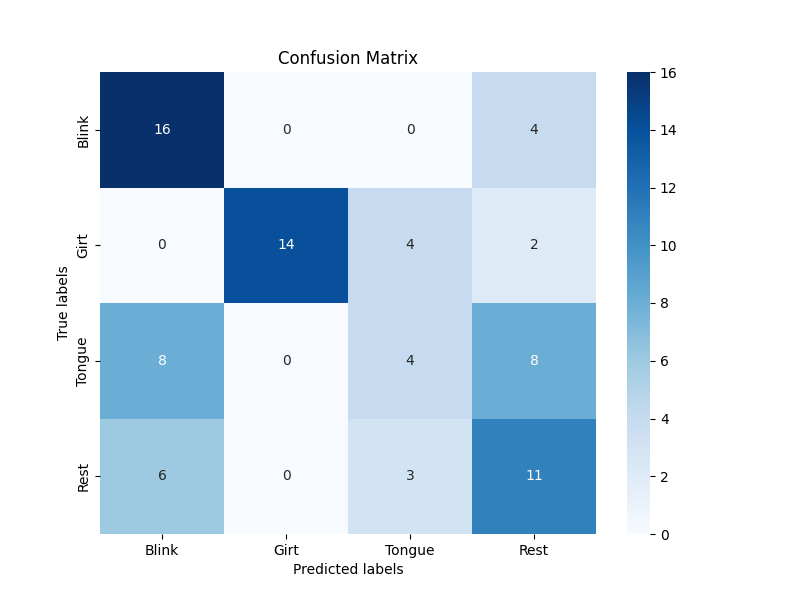 Confusion Matrix
True labels
Blink
16
0
0
4
Girt
0
14
4
2
Tongue
8
0
4
8
Rest
6
0
3
11
Blink
Girt
Tongue
Rest
Predicted labels
16
14
12
10
8
6
4
2
0